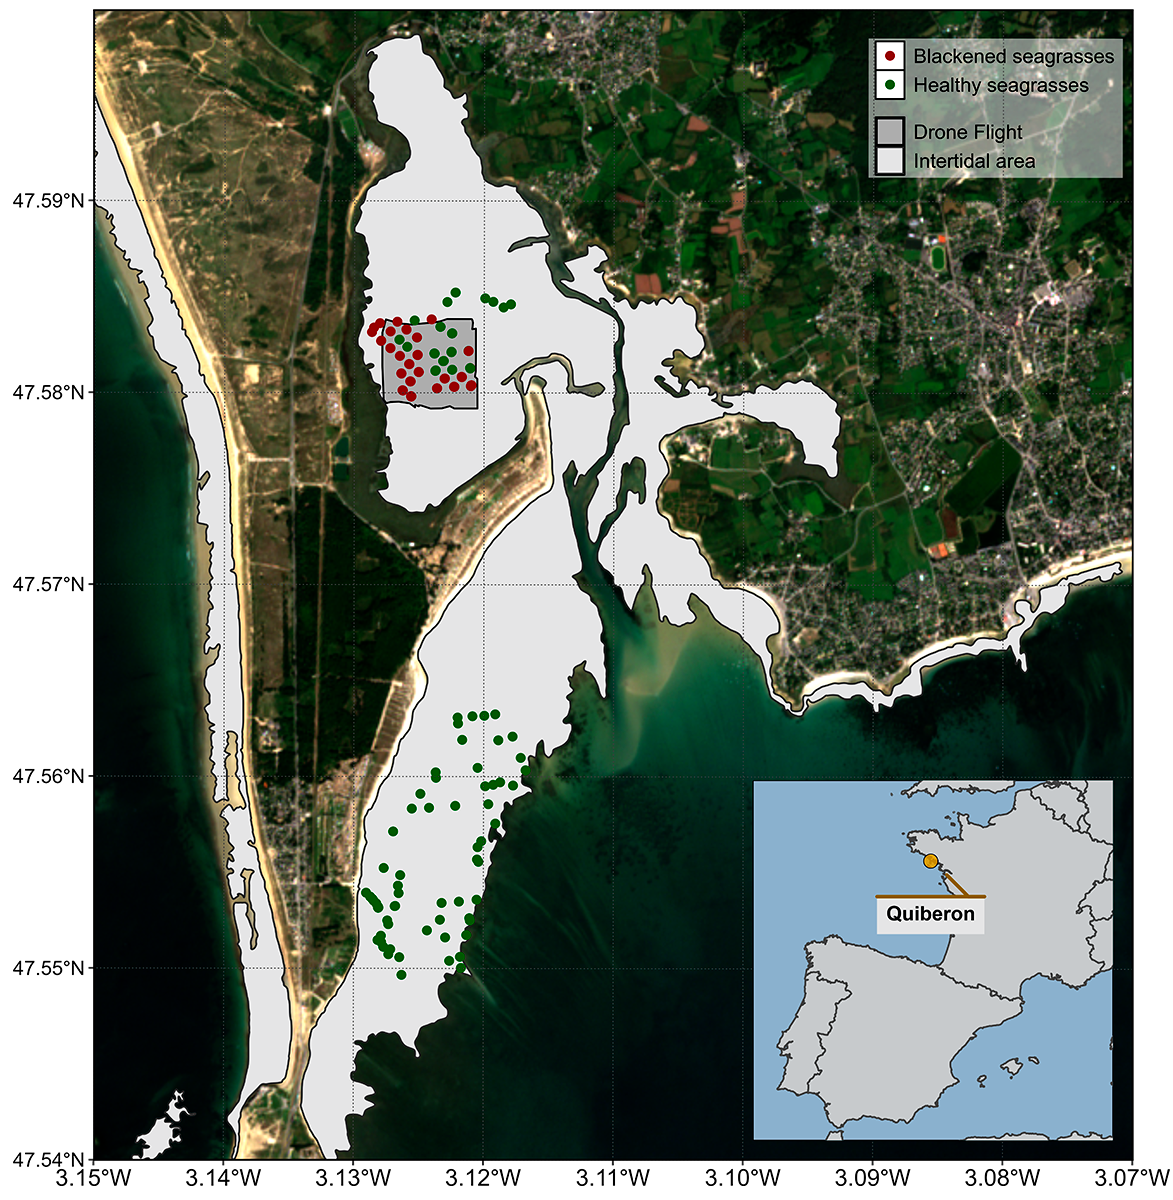 Blackened seagrasses
Healthy seagrasses
Drone Flight
Intertidal area
47.59°N
47.58°N
47.57°N
47.56°N
47.55°N
47.54°N
Quiberon
3.15°W 3.14°W 3.13°W 3.12°W 3.11°W 3.10°W 3.09°W 3.08°W 3.07°W